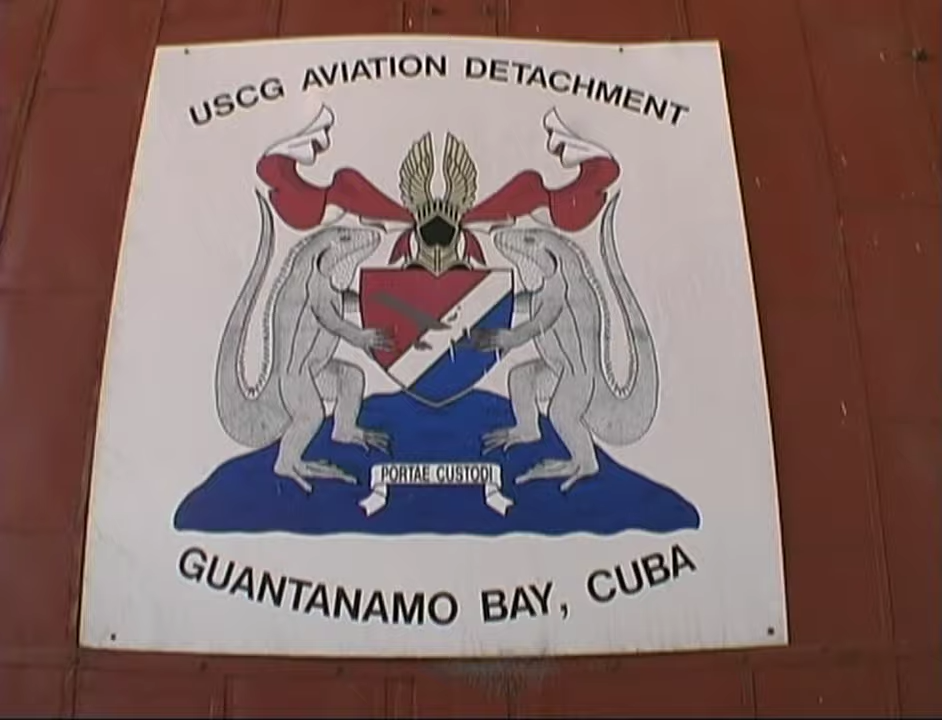 USCG AVIATION DETACHMENT
PORTAE CUSTODI
GUANTANAMO BAY, CUBA